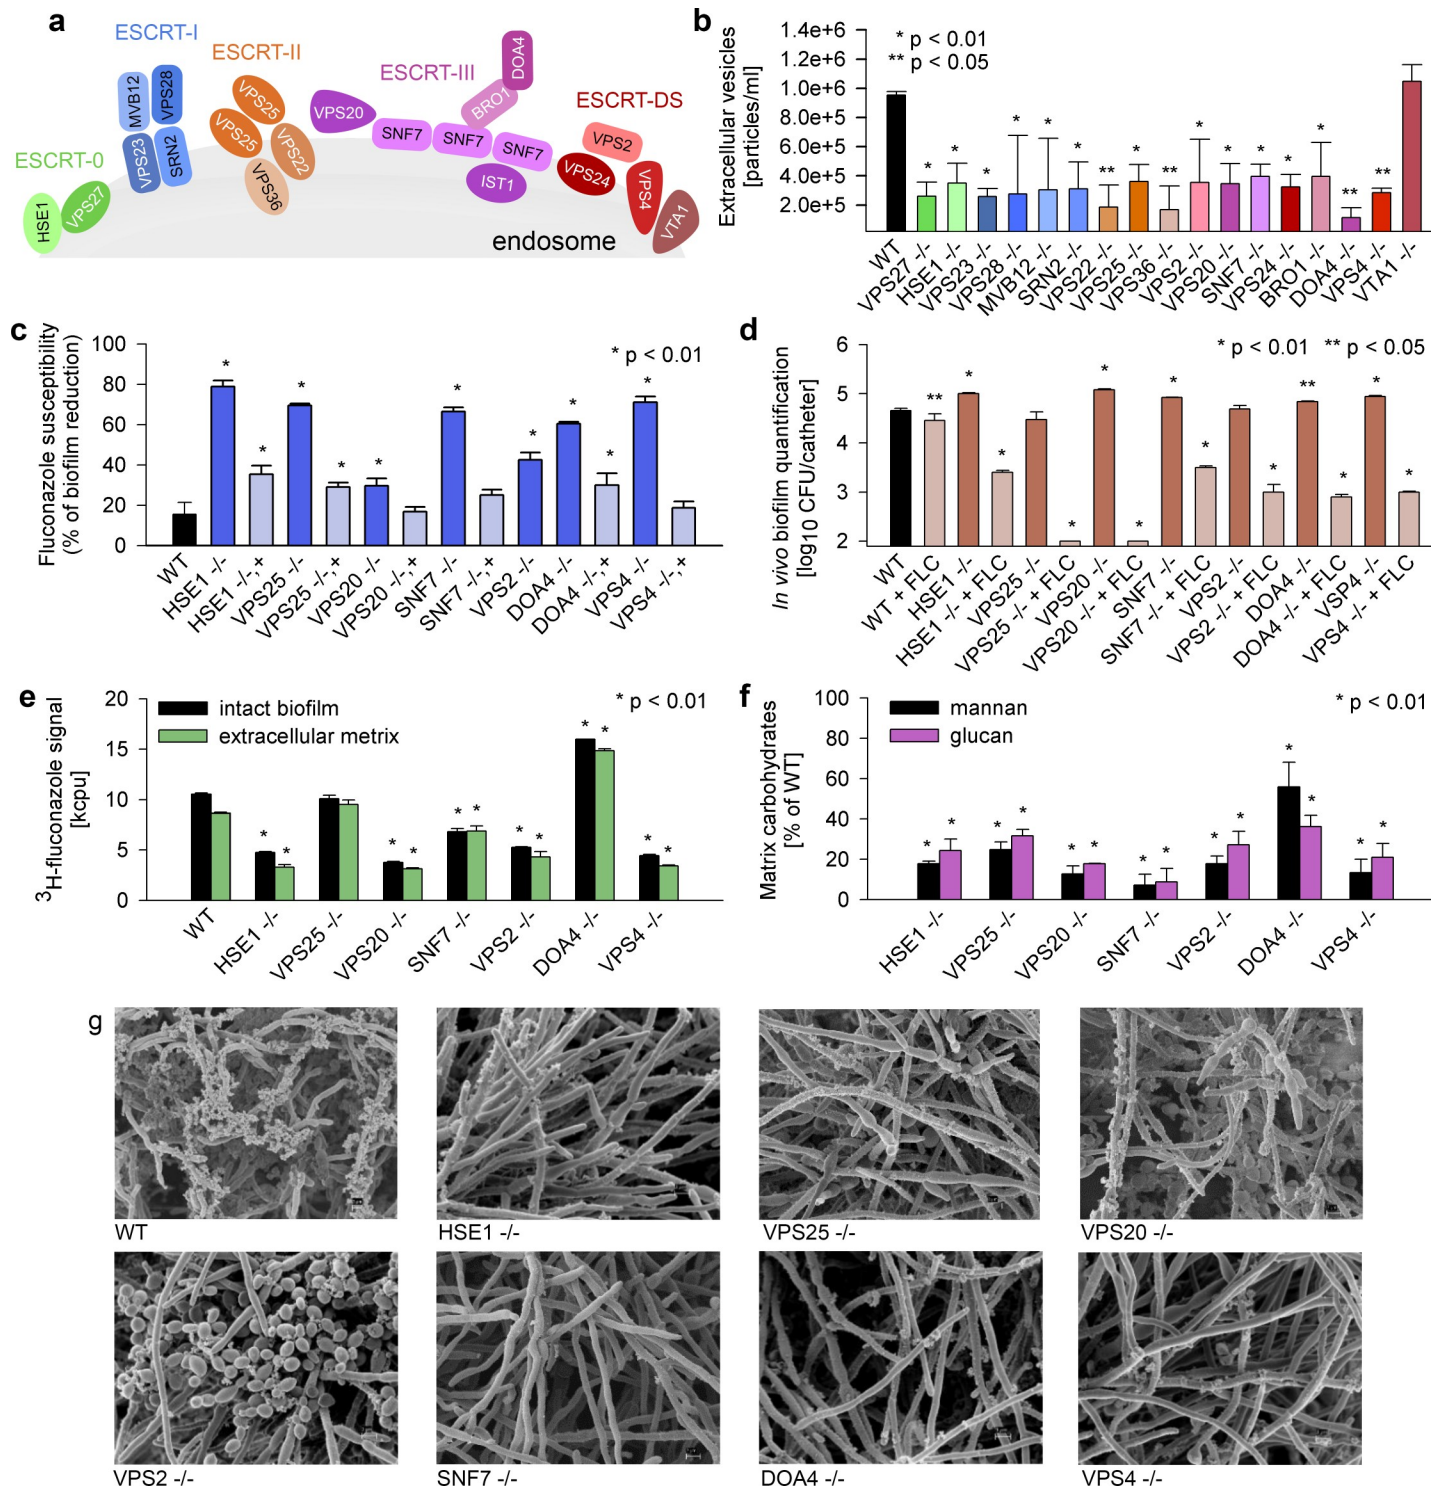 a
ESCRT-I
ESCRT-II
ESCRT-III
ESCRT-DS
ESCRT-0
MVB12
VPS28
VPS23
SRN2
VPS25
VPS25
VPS22
VPS36
VPS20
SNF7
SNF7
SNF7
BRO1
DOA4
IST1
VPS2
VPS24
VPS4
VTA1
HSE1
VPS27
endosome
b
Extracellular vesicles
[particles/ml]
1.4e+6
1.2e+6
1.0e+6
8.0e+5
6.0e+5
4.0e+5
2.0e+5
* p < 0.01
** p < 0.05
* * * * * * ** * ** * * * * * ** **
WT
VPS27 -/-
HSE1 -/-
VPS23 -/-
VPS28 -/-
MVB12 -/-
SRN2 -/-
VPS22 -/-
VPS25 -/-
VPS36 -/-
VPS2 -/-
VPS20 -/-
SNF7 -/-
VPS24 -/-
BRO1 -/-
DOA4 -/-
VPS4 -/-
VTA1 -/-
c
Fluconazole susceptibility
(% of biofilm reduction)
100
80
60
40
20
0
* p < 0.01
* * * * * * * * * *
WT
HSE1 -/-
HSE1 -/-,+
VPS25 -/-
VPS25 -/-,+
VPS20 -/-
VPS20 -/-,+
SNF7 -/-
SNF7 -/-,+
VPS2 -/-
DOA4 -/-
DOA4 -/-,+
VPS4 -/-
VPS4 -/-,+
d
In vivo biofilm quantification
[log10 CFU/catheter]
6
5
4
3
2
* p < 0.01 ** p < 0.05
** * * * * * * * * ** * * *
WT
WT + FLC
HSE1 -/-
HSE1 -/- + FLC
VPS25 -/-
VPS25 -/- + FLC
VPS20 -/-
VPS20 -/- + FLC
SNF7 -/-
SNF7 -/- + FLC
VPS2 -/-
VPS2 -/- + FLC
DOA4 -/-
DOA4 -/- + FLC
VSP4 -/-
VPS4 -/- + FLC
e
3H-fluconazole signal
[kcpu]
20
15
10
5
0
intact biofilm
extracellular metrix
* p < 0.01
* * * * * * * * * * * *
WT
HSE1 -/-
VPS25 -/-
VPS20 -/-
SNF7 -/-
VPS2 -/-
DOA4 -/-
VPS4 -/-
f
Matrix carbohydrates
[% of WT]
100
80
60
40
20
0
mannan
glucan
* p < 0.01
* * * * * * * * * * * * * *
HSE1 -/-
VPS25 -/-
VPS20 -/-
SNF7 -/-
VPS2 -/-
DOA4 -/-
VPS4 -/-
g
WT
HSE1 -/-
VPS25 -/-
VPS20 -/-
VPS2 -/-
SNF7 -/-
DOA4 -/-
VPS4 -/-